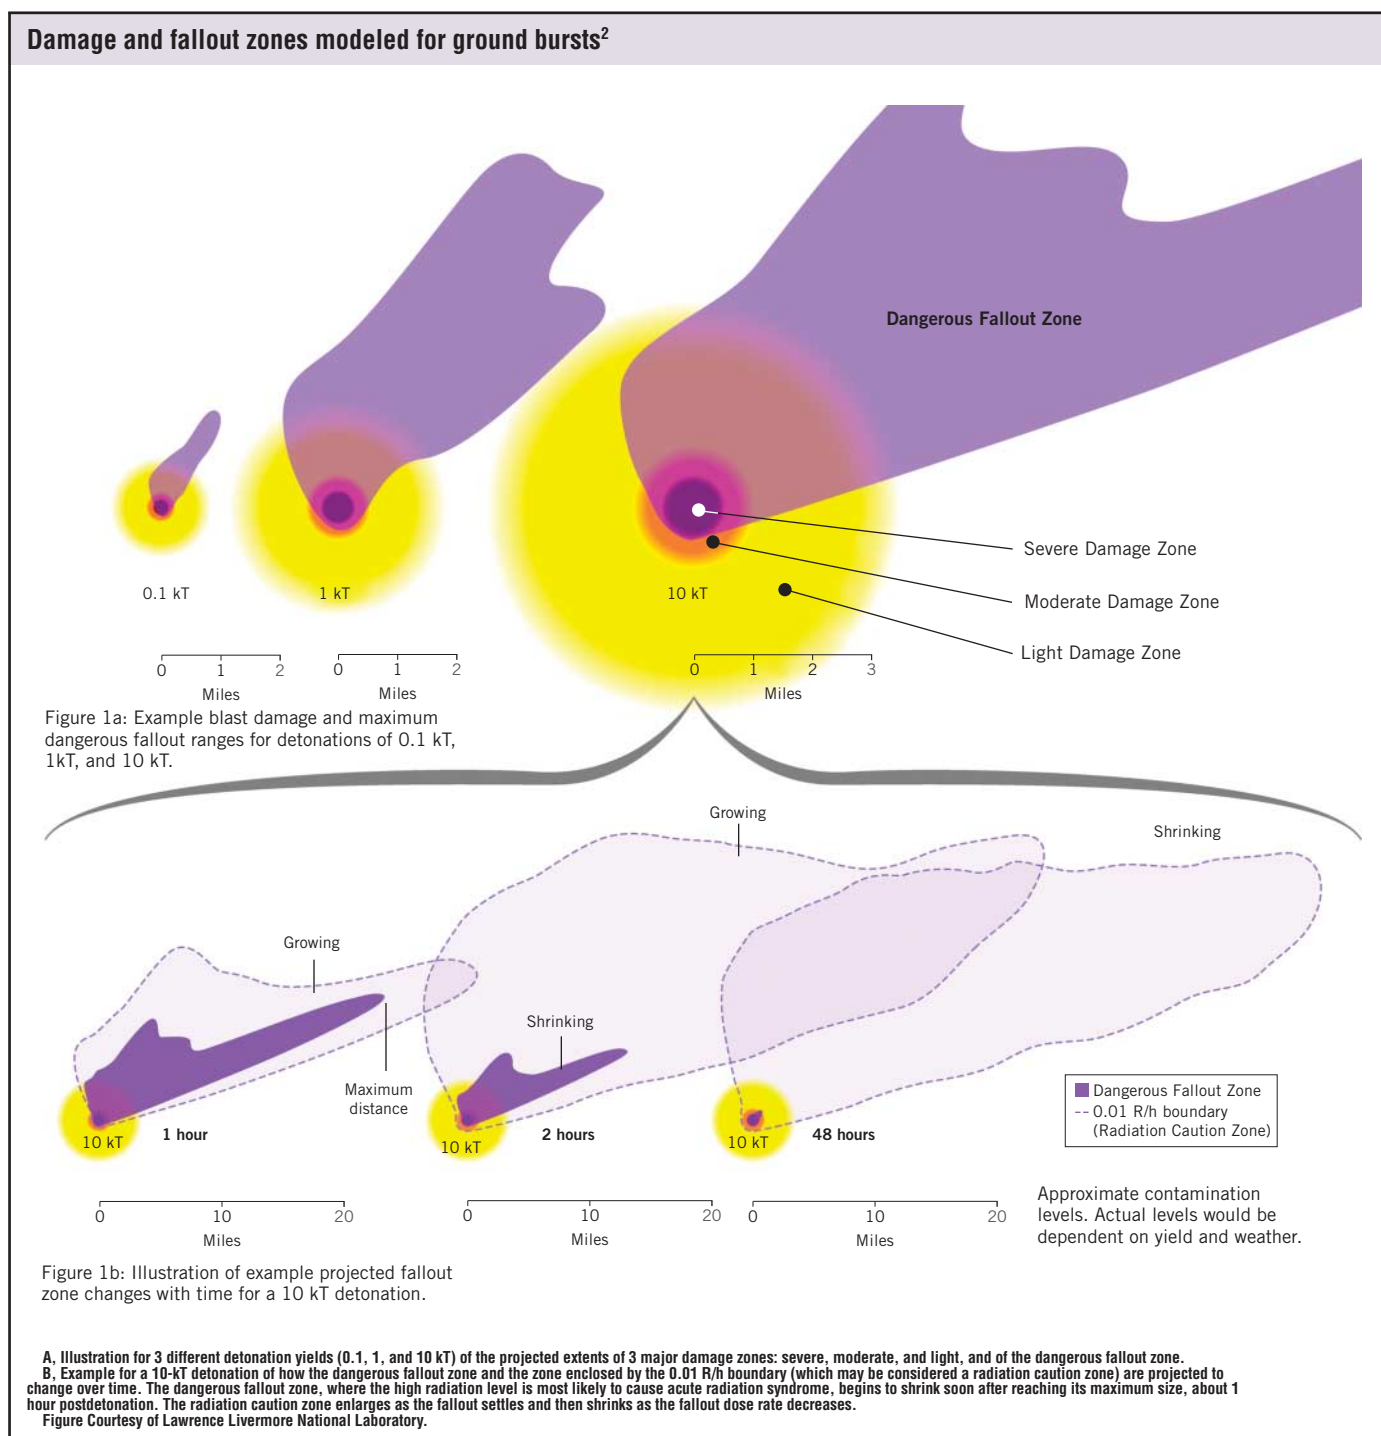 Damage and fallout zones modeled for ground bursts2
Dangerous Fallout Zone
Severe Damage Zone
Moderate Damage Zone
Light Damage Zone
0.1 kT
1 kT
10 kT
0 1 2
Miles
0 1 2
Miles
0 1 2 3
Miles
Figure 1a: Example blast damage and maximum
dangerous fallout ranges for detonations of 0.1 kT,
1kT, and 10 kT.
Growing
Shrinking
Growing
Shrinking
Maximum
distance
10 kT
1 hour
10 kT
2 hours
10 kT
48 hours
Dangerous Fallout Zone
0.01 R/h boundary
(Radiation Caution Zone)
0 10 20
Miles
0 10 20
Miles
0 10 20
Miles
Approximate contamination
levels. Actual levels would be
dependent on yield and weather.
Figure 1b: Illustration of example projected fallout
zone changes with time for a 10 kT detonation.
A, Illustration for 3 different detonation yields (0.1, 1, and 10 kT) of the projected extents of 3 major damage zones: severe, moderate, and light, and of the dangerous fallout zone.
B, Example for a 10-kT detonation of how the dangerous fallout zone and the zone enclosed by the 0.01 R/h boundary (which may be considered a radiation caution zone) are projected to
change over time. The dangerous fallout zone, where the high radiation level is most likely to cause acute radiation syndrome, begins to shrink soon after reaching its maximum size, about 1
hour postdetonation. The radiation caution zone enlarges as the fallout settles and then shrinks as the fallout dose rate decreases.
Figure Courtesy of Lawrence Livermore National Laboratory.